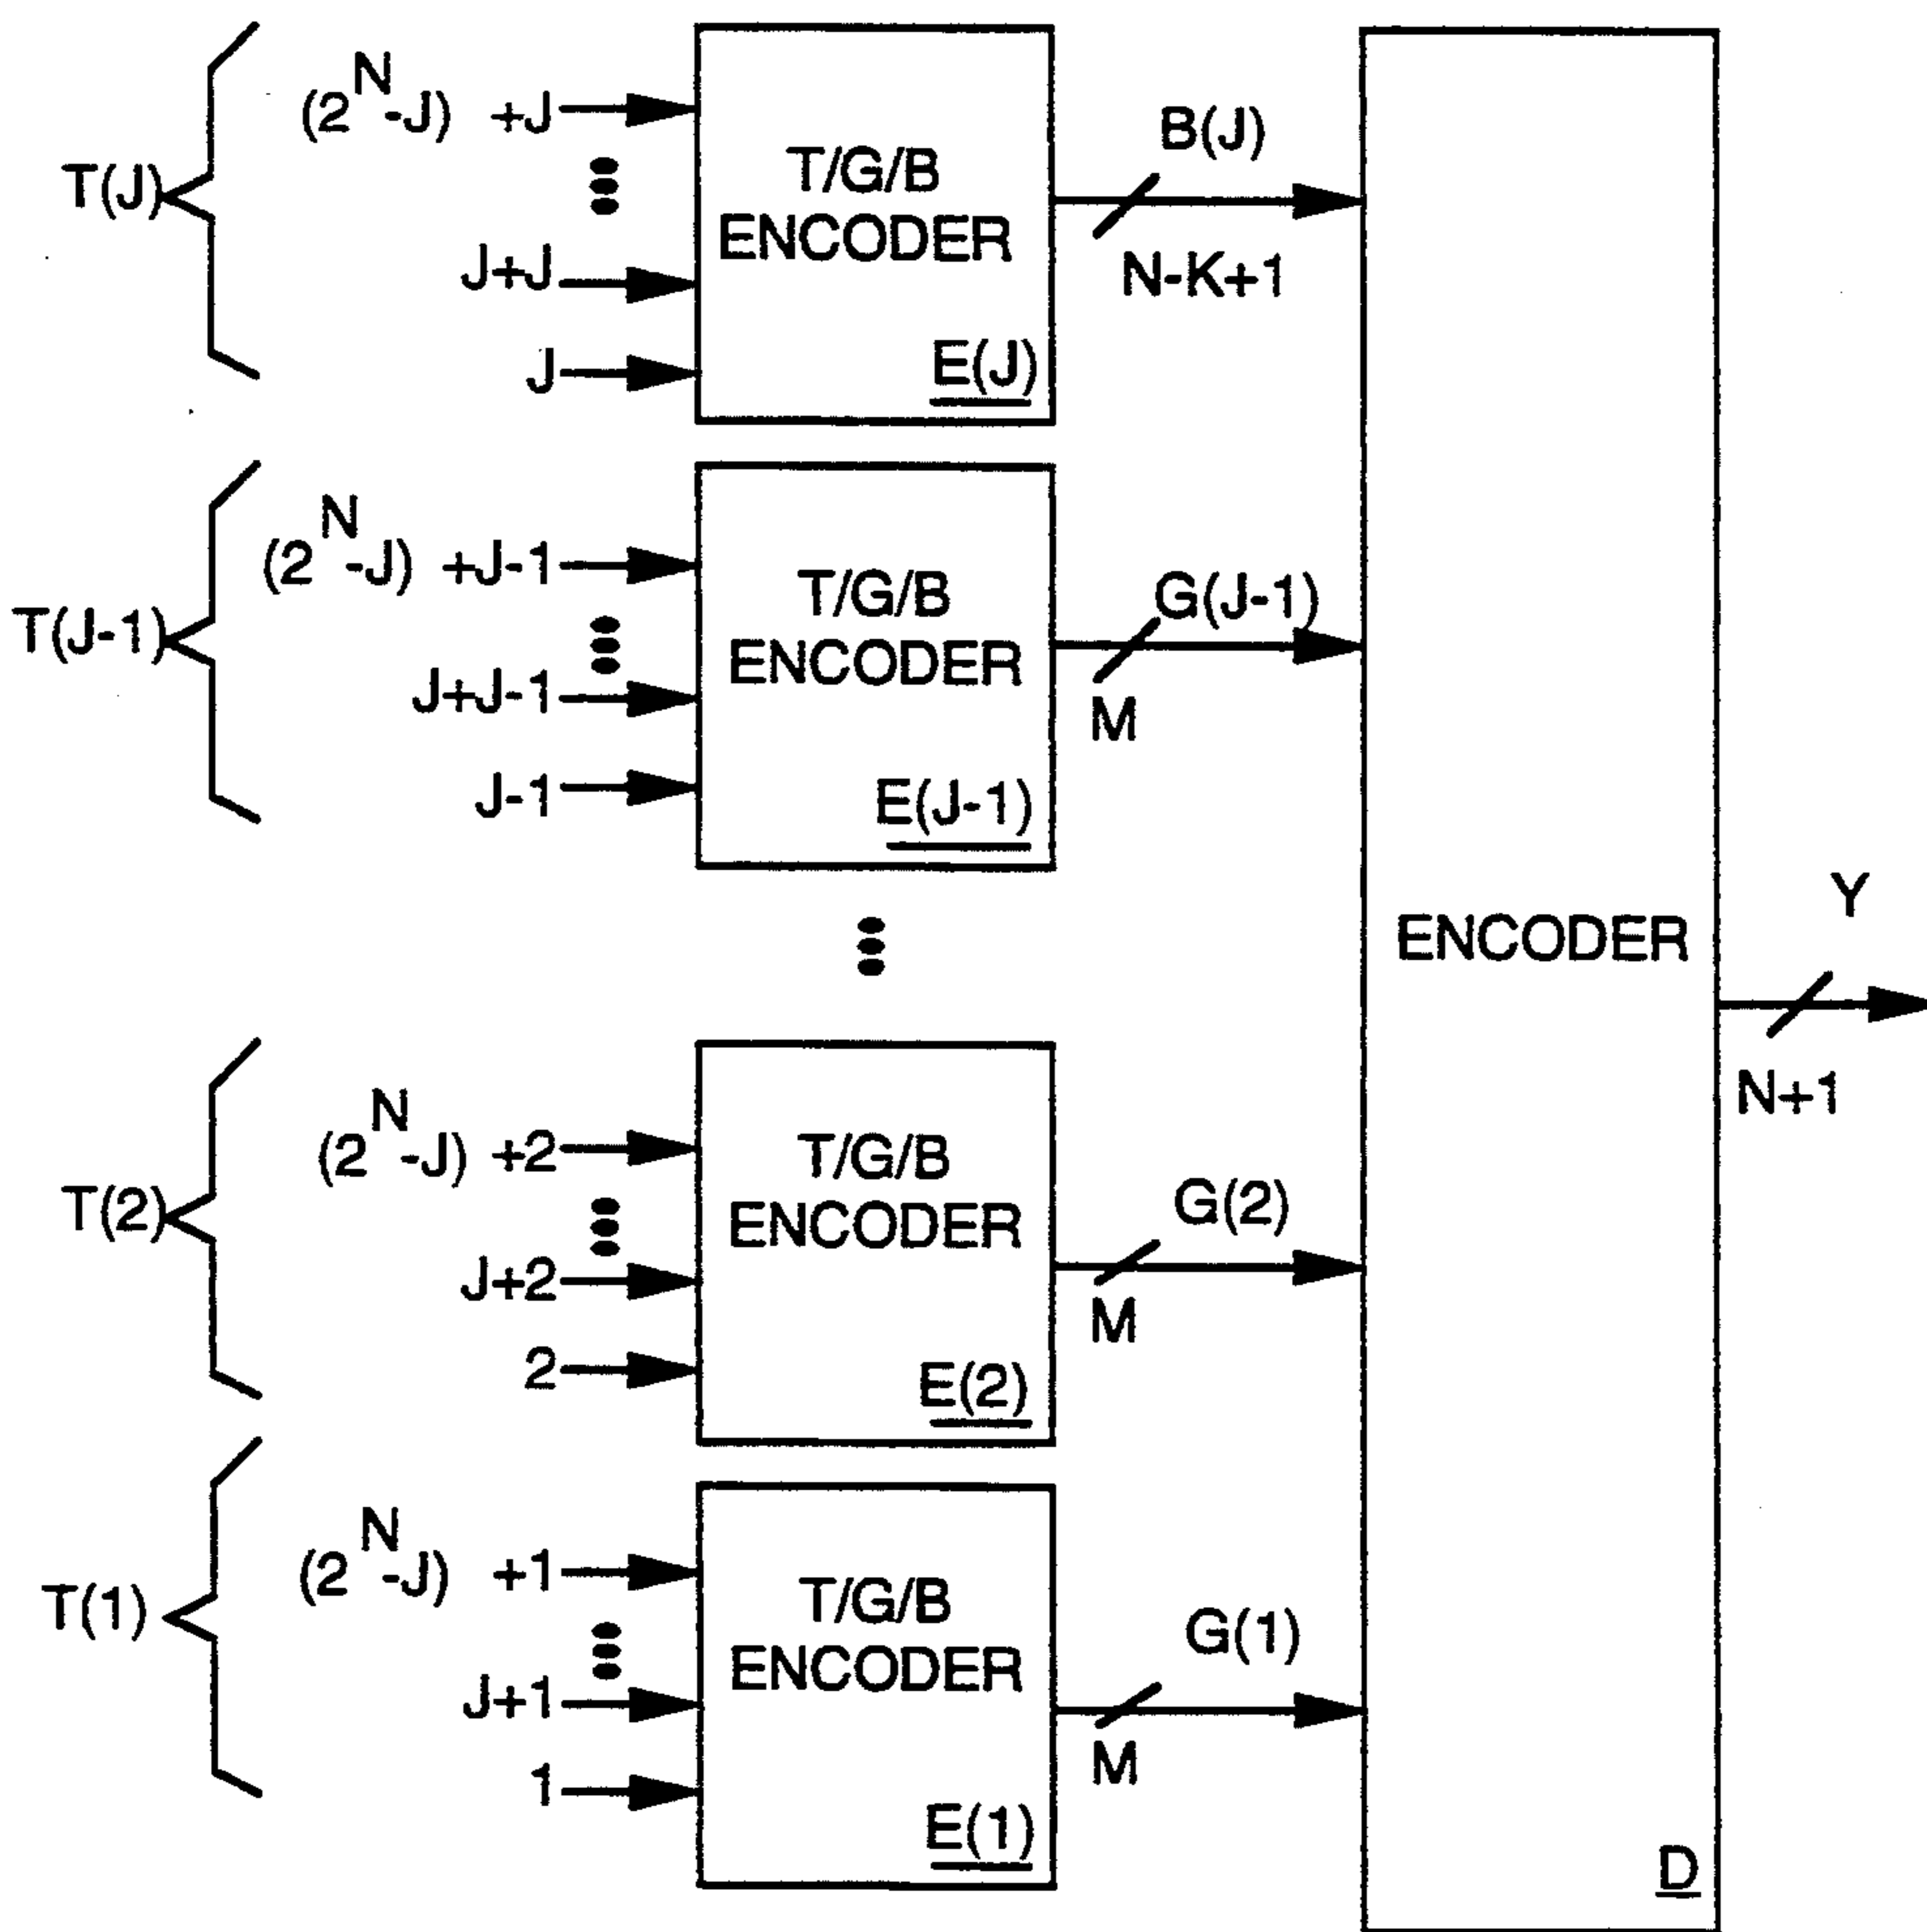 T(J)
(2^N-J) +J
J+J
J
T/G/B
ENCODER
E(J)
B(J)
N-K+1
T(J-1)
(2^N-J) +J-1
J+J-1
J-1
T/G/B
ENCODER
E(J-1)
G(J-1)
M
ENCODER
Y
N+1
T(2)
(2^N-J) +2
J+2
2
T/G/B
ENCODER
E(2)
G(2)
M
T(1)
(2^N-J) +1
J+1
1
T/G/B
ENCODER
E(1)
G(1)
M
D